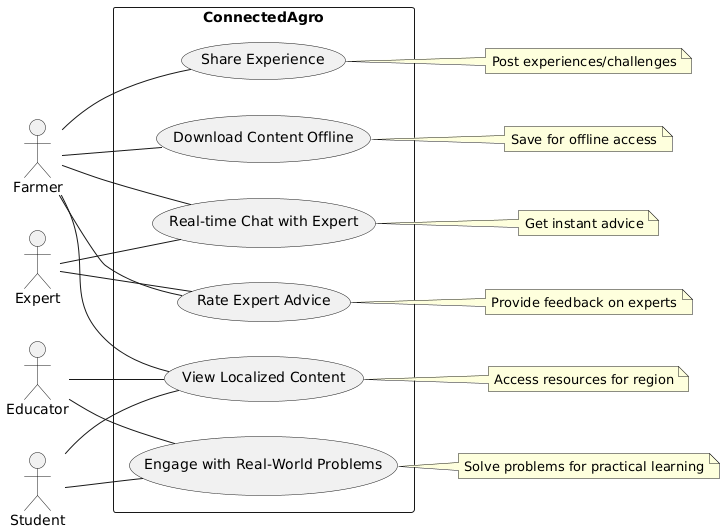 ConnectedAgro
Share Experience
Post experiences/challenges
Download Content Offline
Save for offline access
Farmer
Real-time Chat with Expert
Get instant advice
Expert
Rate Expert Advice
Provide feedback on experts
View Localized Content
Access resources for region
Educator
Engage with Real-World Problems
Solve problems for practical learning
Student